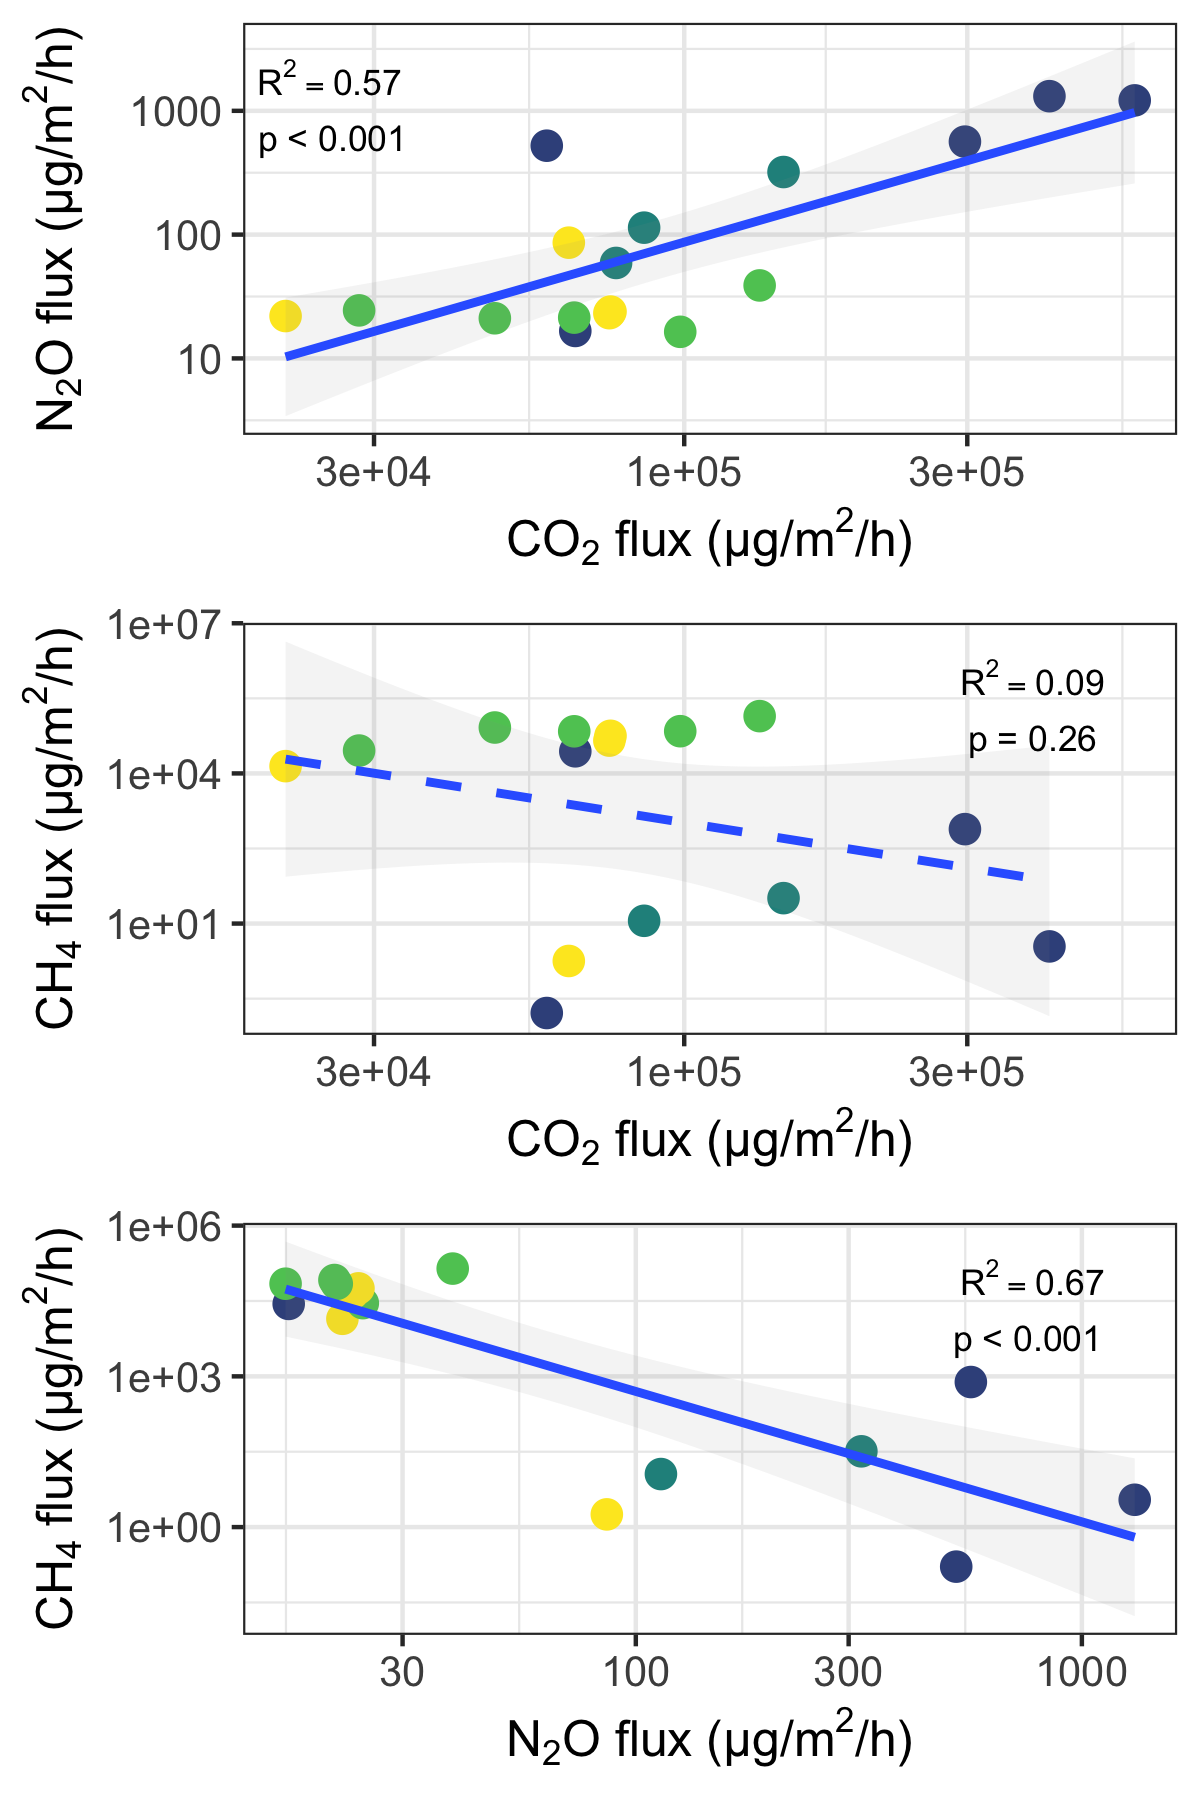 R² = 0.57
p < 0.001
1000
100
10
N₂O flux (µg/m²/h)
3e+04 1e+05 3e+05
CO₂ flux (µg/m²/h)
1e+07
1e+04
1e+01
CH₄ flux (µg/m²/h)
R² = 0.09
p = 0.26
3e+04 1e+05 3e+05
CO₂ flux (µg/m²/h)
1e+06
1e+03
1e+00
CH₄ flux (µg/m²/h)
R² = 0.67
p < 0.001
30 100 300 1000
N₂O flux (µg/m²/h)